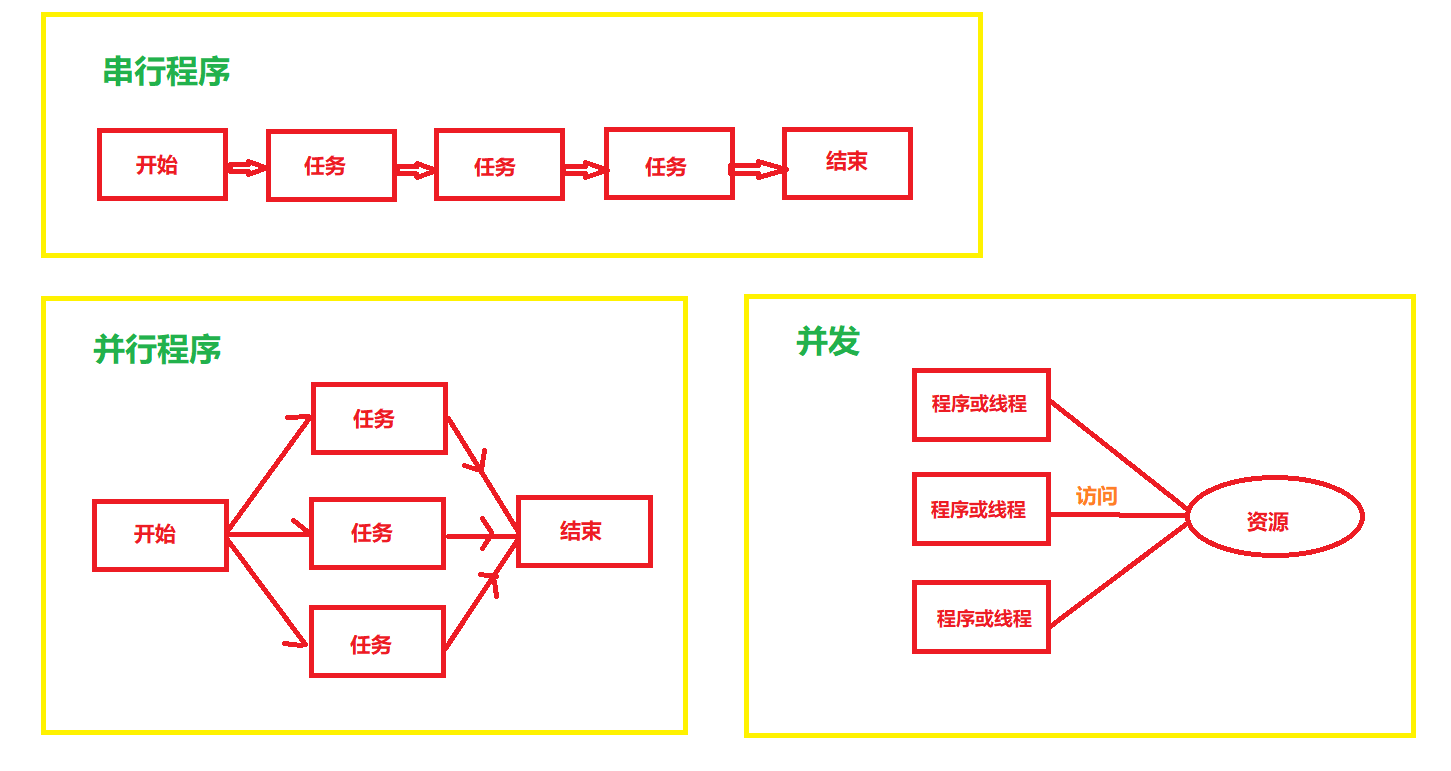 串行程序
开始
任务
任务
任务
结束
并行程序
任务
开始
任务
结束
任务
并发
程序或线程
程序或线程
访问
资源
程序或线程